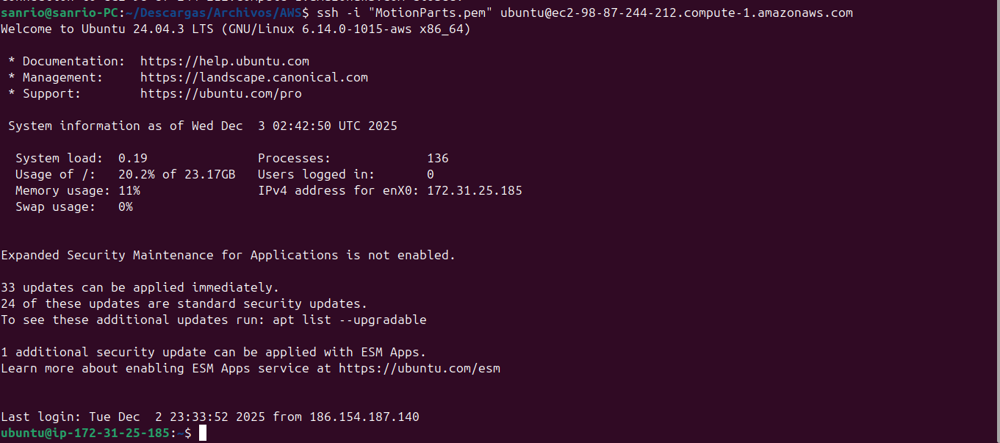 sanrio@sanrio-PC:~/Descargas/Archivos/AWS$ ssh -i "MotionParts.pem" ubuntu@ec2-98-87-244-212.compute-1.amazonaws.com
Welcome to Ubuntu 24.04.3 LTS (GNU/Linux 6.14.0-1015-aws x86_64)

 * Documentation:  https://help.ubuntu.com
 * Management:     https://landscape.canonical.com
 * Support:        https://ubuntu.com/pro

 System information as of Wed Dec  3 02:42:50 UTC 2025

  System load:  0.19               Processes:             136
  Usage of /:   20.2% of 23.17GB   Users logged in:       0
  Memory usage: 11%                IPv4 address for enX0: 172.31.25.185
  Swap usage:   0%

Expanded Security Maintenance for Applications is not enabled.

33 updates can be applied immediately.
24 of these updates are standard security updates.
To see these additional updates run: apt list --upgradable

1 additional security update can be applied with ESM Apps.
Learn more about enabling ESM Apps service at https://ubuntu.com/esm

Last login: Tue Dec  2 23:33:52 2025 from 186.154.187.140
ubuntu@ip-172-31-25-185:~$